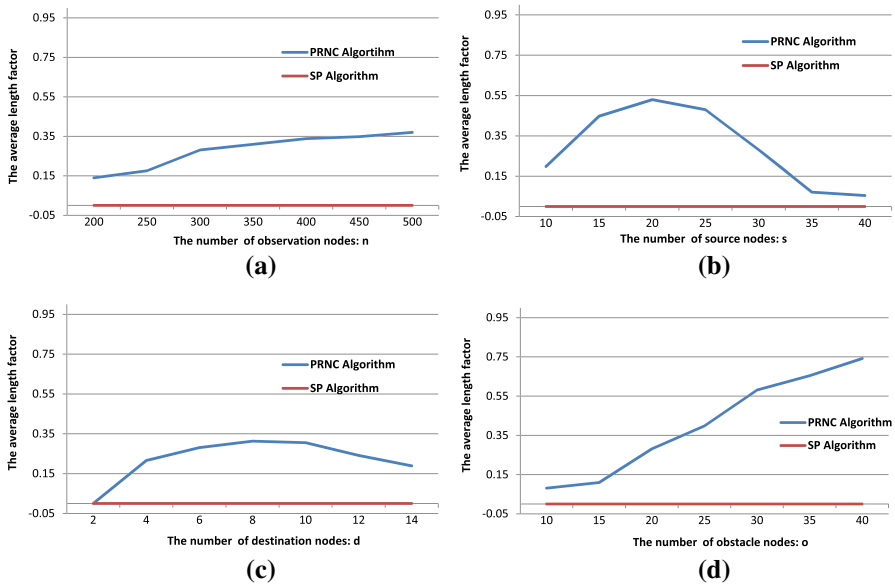 The average length factor
0.95
0.75
0.55
0.35
0.15
-0.05
PRNC Algortihm
SP Algorithm
200 250 300 350 400 450 500
The number of observation nodes: n
(a)
The average length factor
0.95
0.75
0.55
0.35
0.15
-0.05
PRNC Algorithm
SP Algorithm
10 15 20 25 30 35 40
The number of source nodes: s
(b)
The average length factor
0.95
0.75
0.55
0.35
0.15
-0.05
PRNC Algorithm
SP Algorithm
2 4 6 8 10 12 14
The number of destination nodes: d
(c)
The average length factor
0.95
0.75
0.55
0.35
0.15
-0.05
PRNC Algorithm
SP Algorithm
10 15 20 25 30 35 40
The number of obstacle nodes: o
(d)